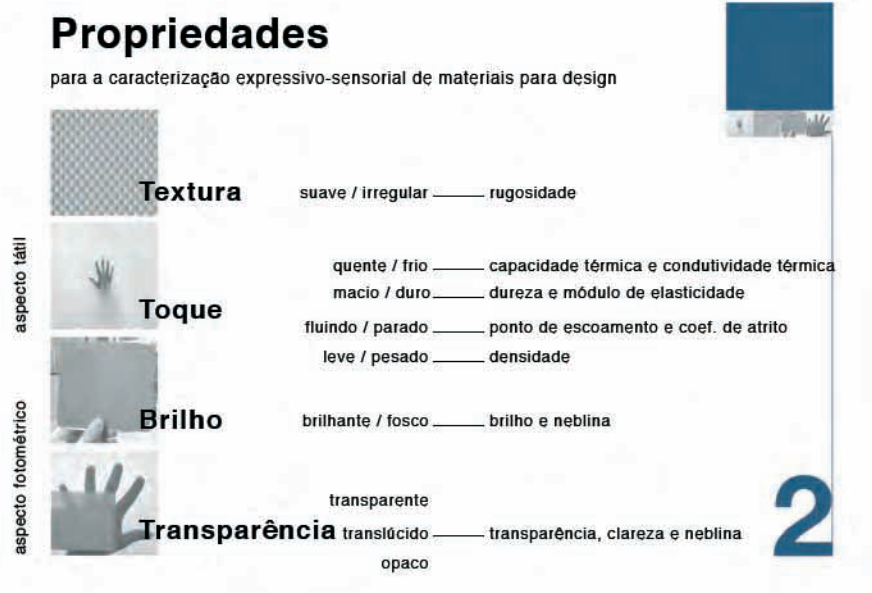 Propriedades
para a caracterização expressivo-sensorial de materiais para design
Textura suave / irregular rugosidade
aspecto tátil
Toque
quente / frio capacidade térmica e condutividade térmica
macio / duro dureza e módulo de elasticidade
fluindo / parado ponto de escoamento e coef. de atrito
leve / pesado densidade
aspecto fotométrico
Brilho brilhante / fosco brilho e neblina
transparente
Transparência translúcido transparência, clareza e neblina
opaco
2